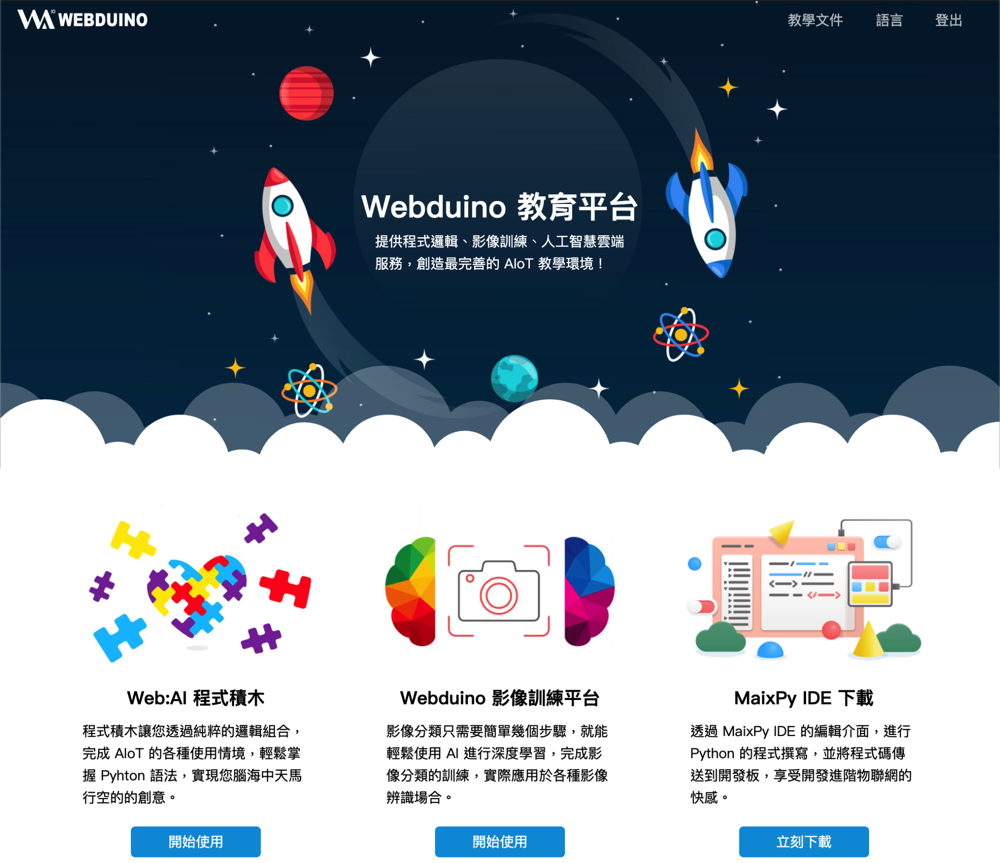 WEBDUINO
IO
教學文件
語言
登出
Webduino 教育平台
提供程式邏輯、影像訓練、人工智慧雲端
服務，創造最完善的 AIoT 教學環境！
Web:AI 程式積木
程式積木讓您透過純粹的邏輯組合，
完成 AIoT 的各種使用情境，輕鬆掌
握 Pyhton 語法，實現您腦海中天馬
行空的的創意。
開始使用
Webduino 影像訓練平台
影像分類只需要簡單幾個步驟，就能
輕鬆使用 AI 進行深度學習，完成影
像分類的訓練，實際應用於各種影像
辨識場合。
開始使用
MaixPy IDE 下載
透過 MaixPy IDE 的編輯介面，進行
Python 的程式撰寫，並將程式碼傳
送到開發板，享受開發進階物聯網的
快感。
立刻下載